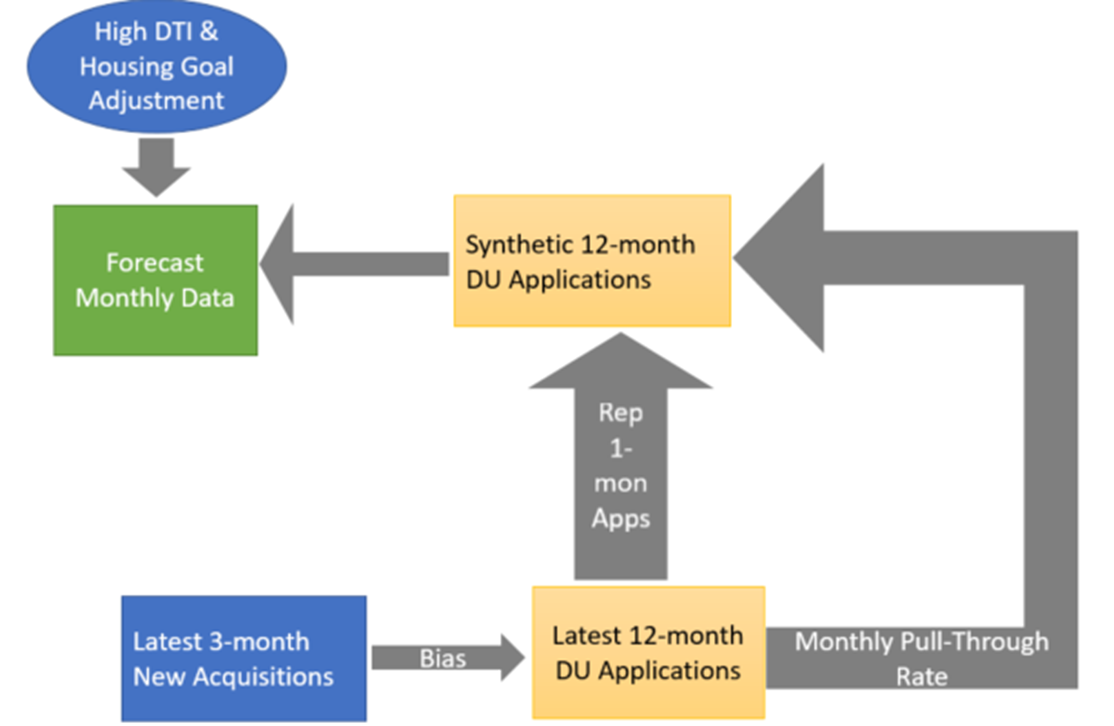 High DTI &
Housing Goal
Adjustment
Forecast
Monthly Data
Synthetic 12-month
DU Applications
Rep
1-
mon
Apps
Latest 3-month
New Acquisitions
Bias
Latest 12-month
DU Applications
Monthly Pull-Through
Rate